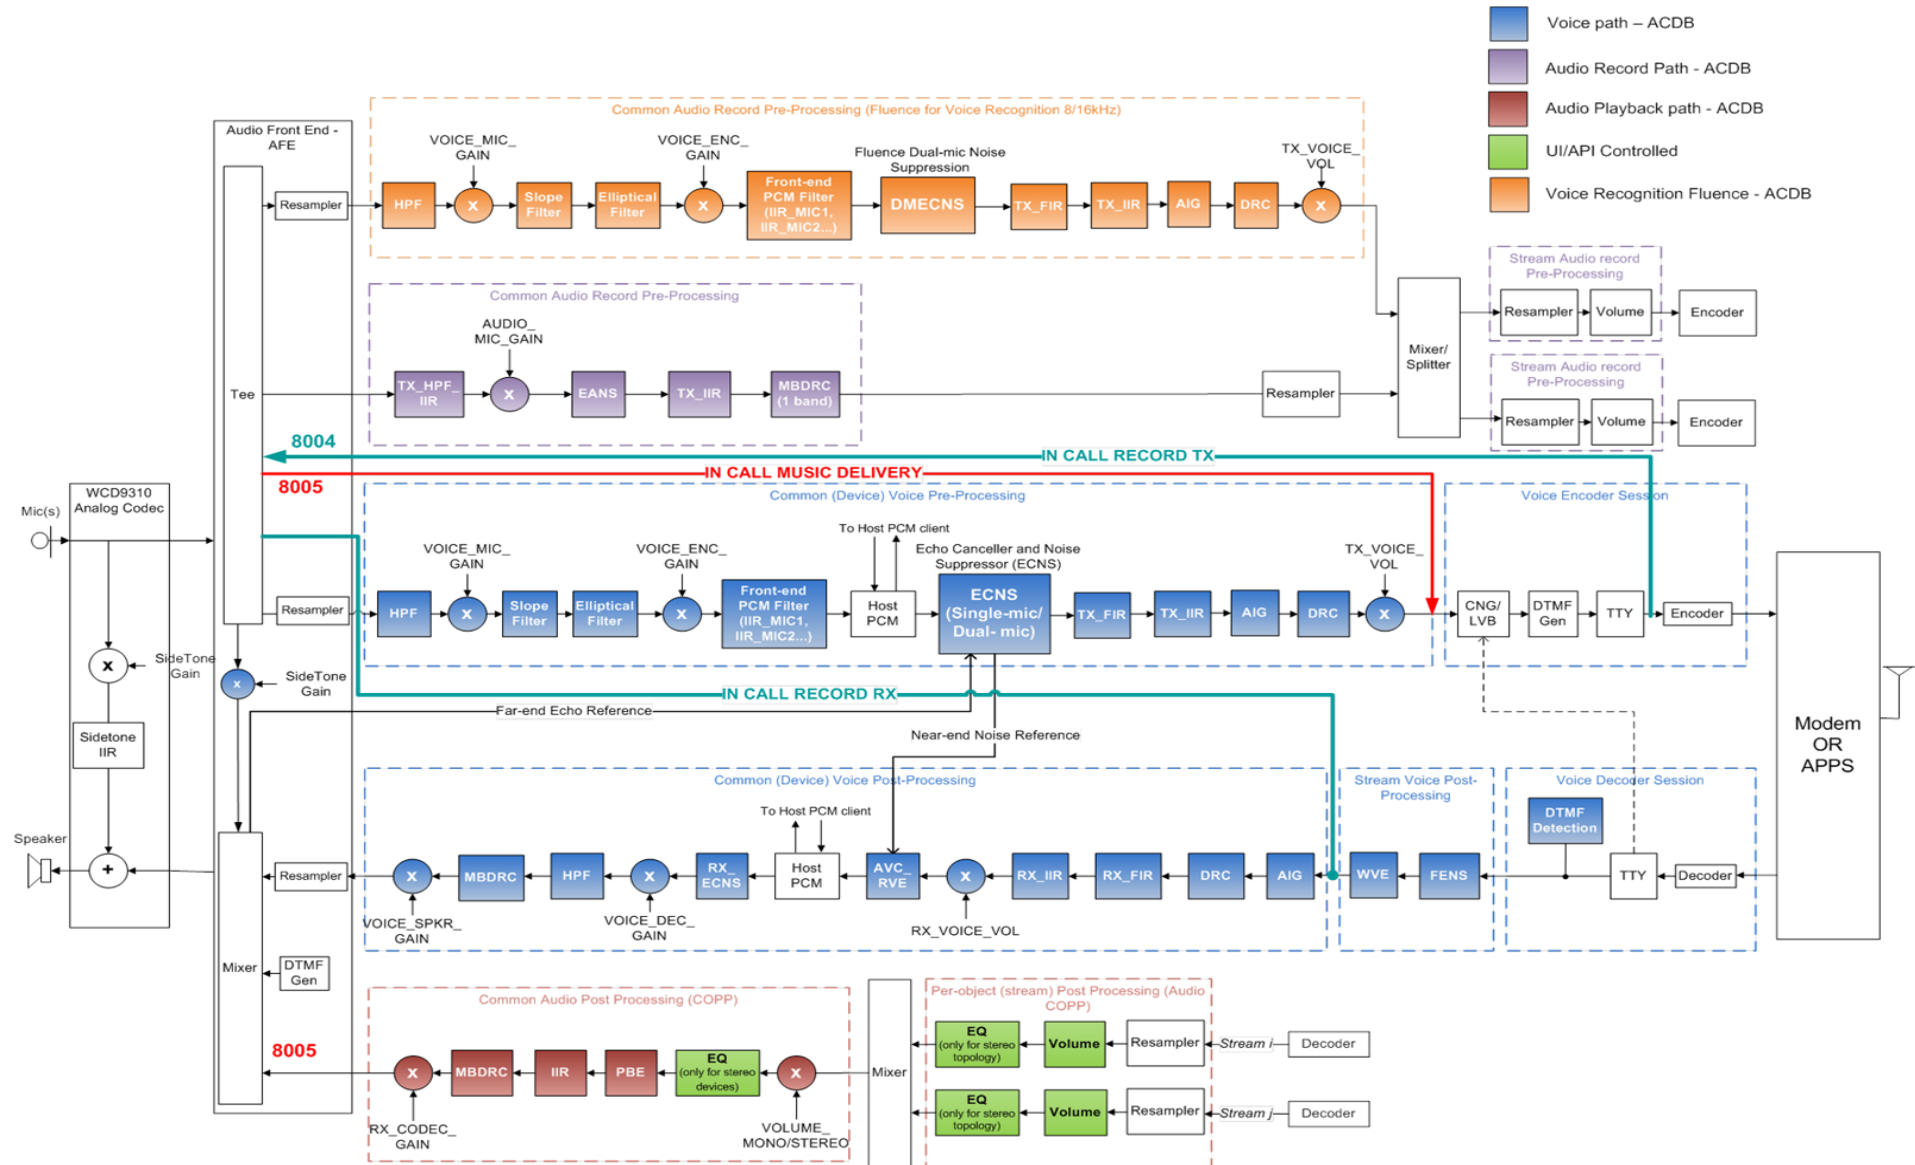 Voice path – ACDB
Audio Record Path - ACDB
Audio Playback path - ACDB
UI/API Controlled
Voice Recognition Fluence - ACDB
Common Audio Record Pre-Processing (Fluence for Voice Recognition 8/16kHz)
Audio Front End -
AFE
VOICE_MIC_
GAIN
VOICE_ENC_
GAIN
Fluence Dual-mic Noise
Suppression
TX_VOICE_
VOL
Resampler
HPF
x
Slope
Filter
Elliptical
Filter
x
Front-end
PCM Filter
(IIR_MIC1,
IIR_MIC2...)
DMECNS
TX_FIR
TX_IIR
AIG
DRC
x
Stream Audio record
Pre-Processing
Resampler
Volume
Encoder
Common Audio Record Pre-Processing
AUDIO_
MIC_GAIN
Mixer/
Splitter
Tee
TX_HPF_
IIR
x
EANS
TX_IIR
MBDRC
(1 band)
Resampler
Stream Audio record
Pre-Processing
Resampler
Volume
Encoder
8004
IN CALL RECORD TX
IN CALL MUSIC DELIVERY
8005
WCD9310
Analog Codec
Mic(s)
Common (Device) Voice Pre-Processing
Voice Encoder Session
To Host PCM client
VOICE_MIC_
GAIN
VOICE_ENC_
GAIN
Echo Canceller and Noise
Suppressor (ECNS)
TX_VOICE_
VOL
Resampler
HPF
x
Slope
Filter
Elliptical
Filter
x
Front-end
PCM Filter
(IIR_MIC1,
IIR_MIC2...)
Host
PCM
ECNS
(Single-mic/
Dual- mic)
TX_FIR
TX_IIR
AIG
DRC
x
CNG/
LVB
DTMF
Gen
TTY
Encoder
x
SideTone
Gain
x
SideTone
Gain
IN CALL RECORD RX
Far-end Echo Reference
Near-end Noise Reference
Sidetone
IIR
Modem
OR
APPS
Common (Device) Voice Post-Processing
Stream Voice Post-
Processing
Voice Decoder Session
To Host PCM client
DTMF
Detection
Speaker
+
Resampler
x
MBDRC
HPF
x
RX_
ECNS
Host
PCM
AVC_
RVE
x
RX_IIR
RX_FIR
DRC
AIG
WVE
FENS
TTY
Decoder
VOICE_SPKR_
GAIN
VOICE_DEC_
GAIN
RX_VOICE_VOL
Mixer
DTMF
Gen
Common Audio Post Processing (COPP)
Per-object (stream) Post Processing (Audio
COPP)
8005
x
MBDRC
IIR
PBE
EQ
(only for stereo
devices)
x
Mixer
EQ
(only for stereo
topology)
Volume
Resampler
Stream i
Decoder
EQ
(only for stereo
topology)
Volume
Resampler
Stream j
Decoder
RX_CODEC_
GAIN
VOLUME_
MONO/STEREO